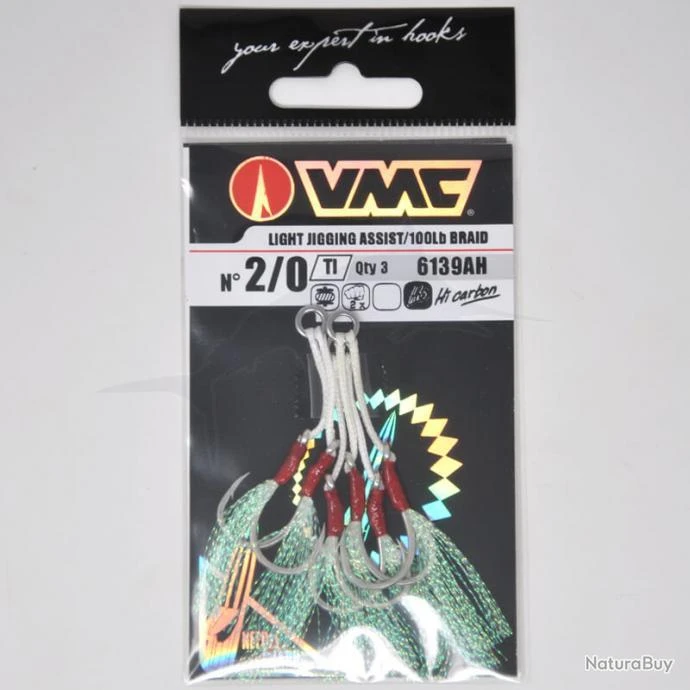 your expert in hooks
VMC®
LIGHT JIGGING ASSIST/100Lb BRAID
N° 2/0 TI Qty 3 6139AH
2x Hi carbon
NaturaBuy